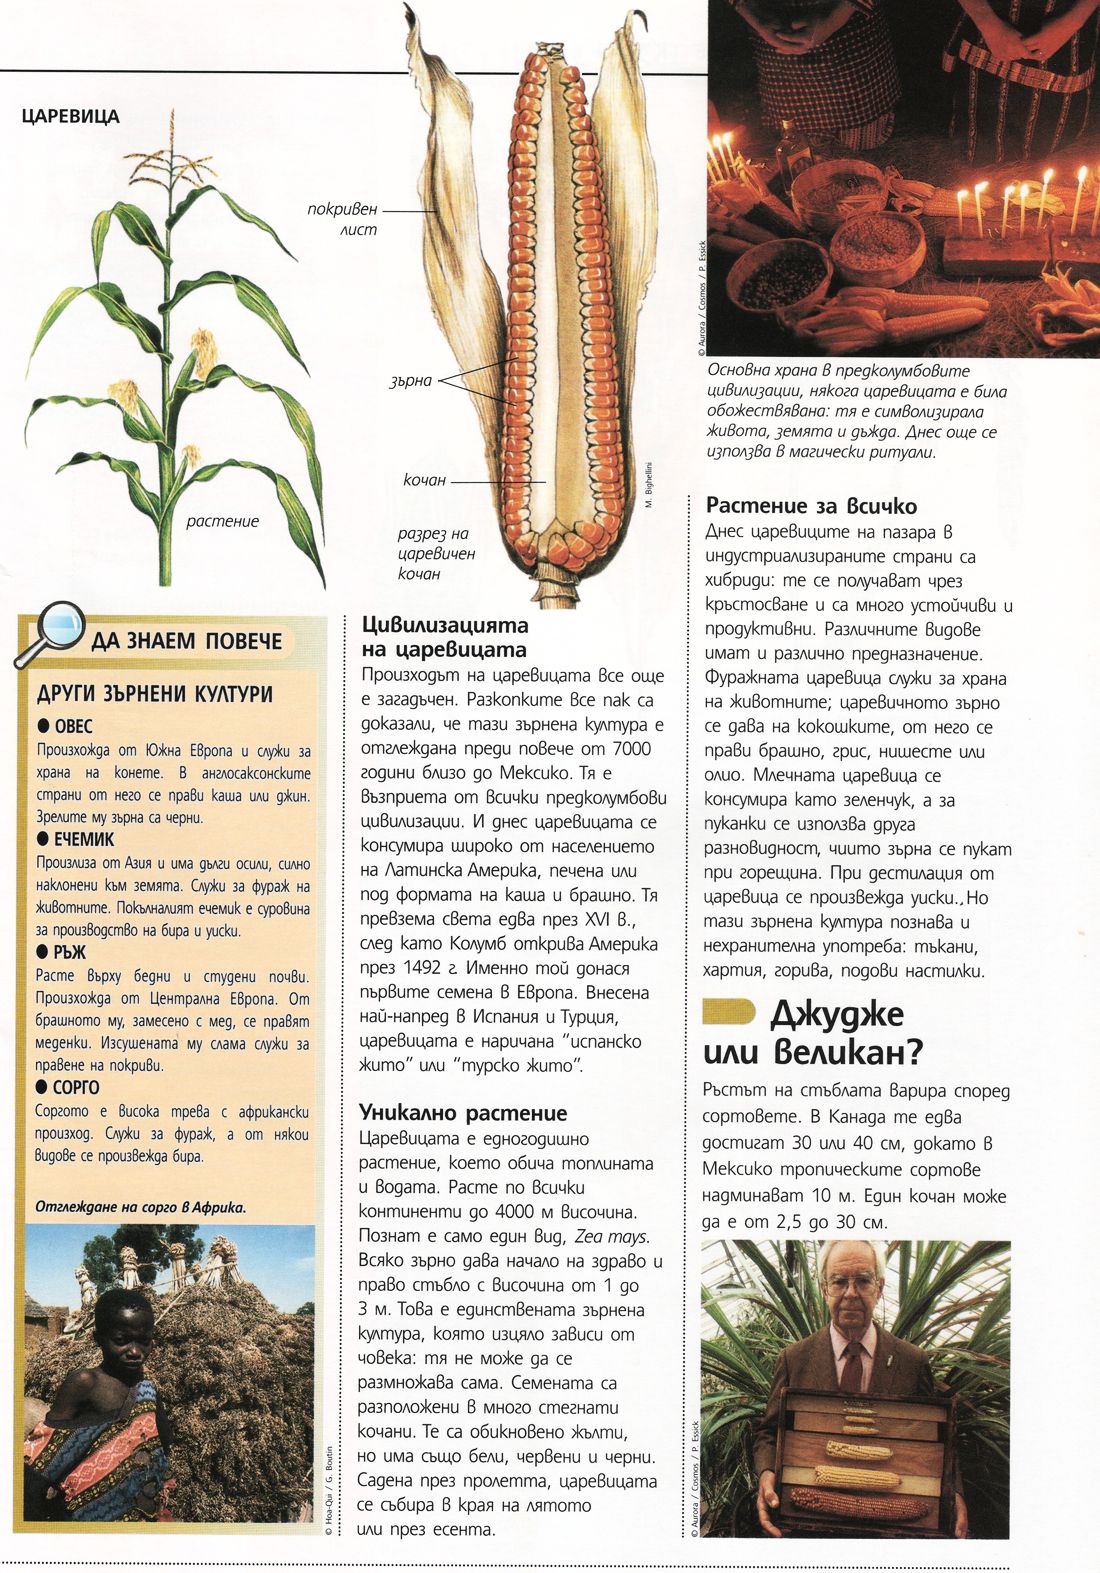 ЦАРЕВИЦА
покривен
лист
зърна
кочан
растение
разрез на
царевичен
кочан
M. Bighellini
© Aurora / Cosmos / P. Essick
Основна храна в предколумбовите
цивилизации, някога царевицата е била
обожествявана: тя е символизирала
живота, земята и дъжда. Днес още се
използва в магически ритуали.
ДА ЗНАЕМ ПОВЕЧЕ
ДРУГИ ЗЪРНЕНИ КУЛТУРИ
● ОВЕС
Произхожда от Южна Европа и служи за
храна на конете. В англосаксонските
страни от него се прави каша или джин.
Зрелите му зърна са черни.
● ЕЧЕМИК
Произлиза от Азия и има дълги осили, силно
наклонени към земята. Служи за фураж на
животните. Покълналият ечемик е суровина
за производство на бира и уиски.
● РЪЖ
Расте върху бедни и студени почви.
Произхожда от Централна Европа. От
брашното му, замесено с мед, се правят
меденки. Изсушената му слама служи за
правене на покриви.
● СОРГО
Соргото е висока трева с африкански
произход. Служи за фураж, а от някои
видове се произвежда бира.
Отглеждане на сорго в Африка.
© Hoa-Qui / G. Boutin
Цивилизацията
на царевицата
Произходът на царевицата все още
е загадъчен. Разкопките все пак са
доказали, че тази зърнена култура е
отглеждана преди повече от 7000
години близо до Мексико. Тя е
възприета от всички предколумбови
цивилизации. И днес царевицата се
консумира широко от населението
на Латинска Америка, печена или
под формата на каша и брашно. Тя
превзема света едва през XVI в.,
след като Колумб открива Америка
през 1492 г. Именно той донася
първите семена в Европа. Внесена
най-напред в Испания и Турция,
царевицата е наричана “испанско
жито” или “турско жито”.
Уникално растение
Царевицата е едногодишно
растение, което обича топлината
и водата. Расте по всички
континенти до 4000 м височина.
Познат е само един вид, Zea mays.
Всяко зърно дава начало на здраво и
право стъбло с височина от 1 до
3 м. Това е единствената зърнена
култура, която изцяло зависи от
човека: тя не може да се
размножава сама. Семената са
разположени в много стегнати
кочани. Те са обикновено жълти,
но има също бели, червени и черни.
Садена през пролетта, царевицата
се събира в края на лятото
или през есента.
Растение за всичко
Днес царевиците на пазара в
индустриализираните страни са
хибриди: те се получават чрез
кръстосване и са много устойчиви и
продуктивни. Различните видове
имат и различно предназначение.
Фуражната царевица служи за храна
на животните; царевичното зърно
се дава на кокошките, от него се
прави брашно, грис, нишесте или
олио. Млечната царевица се
консумира като зеленчук, а за
пуканки се използва друга
разновидност, чиито зърна се пукат
при горещина. При дестилация от
царевица се произвежда уиски., Но
тази зърнена култура познава и
нехранителна употреба: тъкани,
хартия, горива, подови настилки.
Джудже
или великан?
Ръстът на стъблата варира според
сортовете. В Канада те едва
достигат 30 или 40 см, докато в
Мексико тропическите сортове
надминават 10 м. Един кочан може
да е от 2,5 до 30 см.
© Aurora / Cosmos / P. Essick